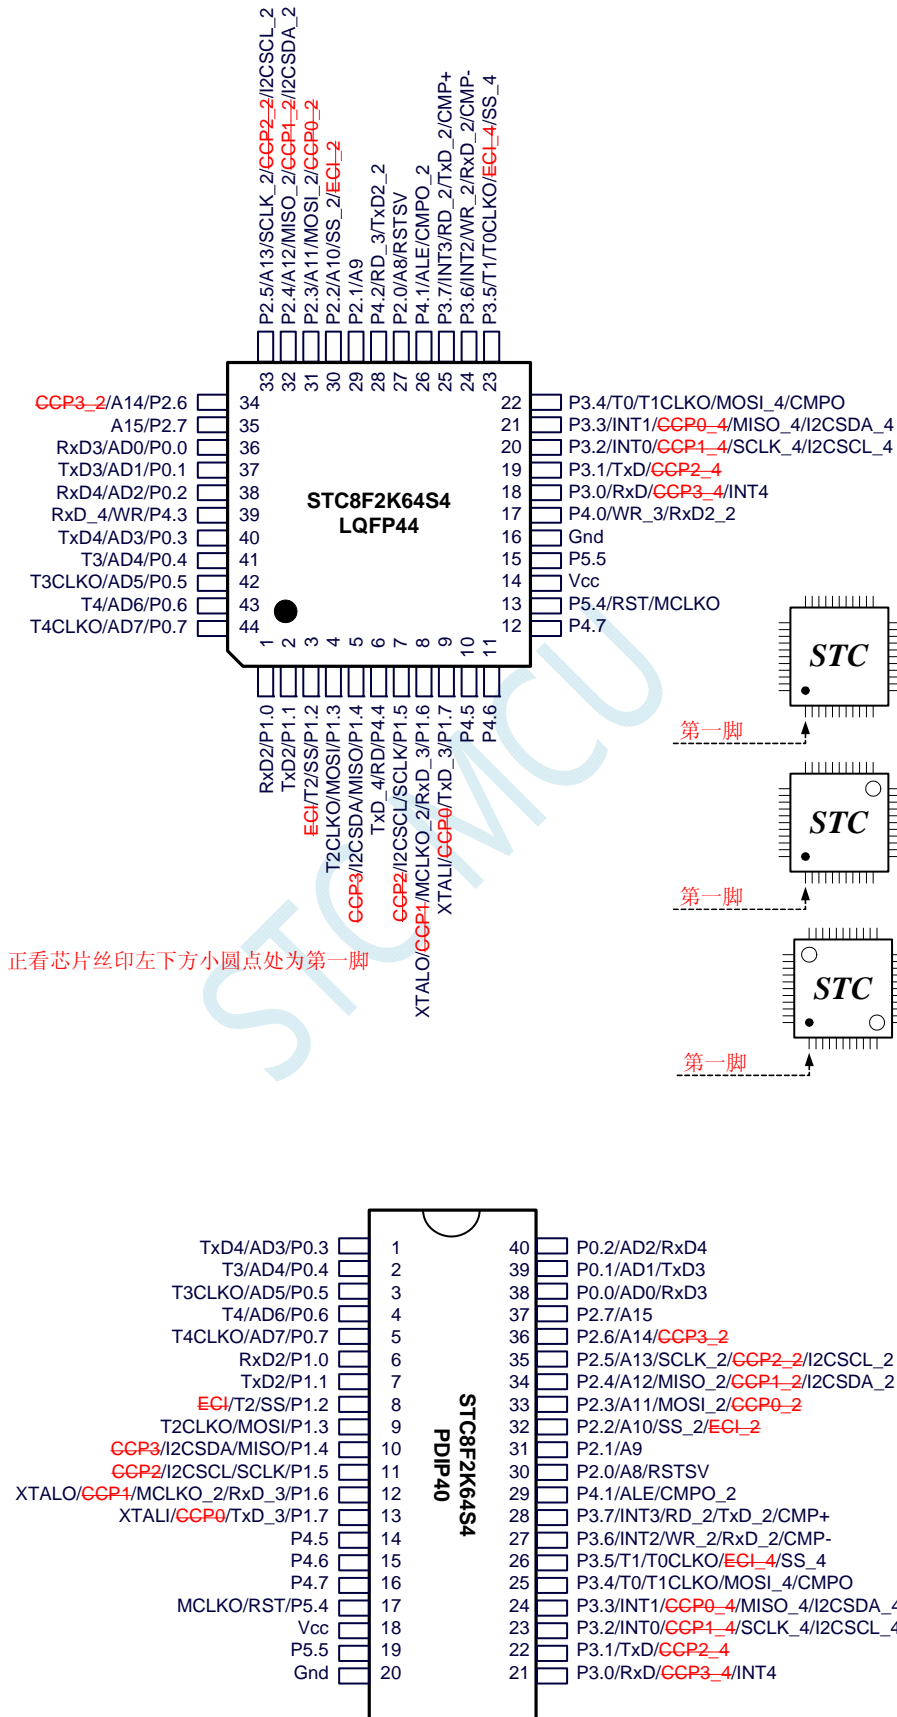 P2.5/A13/SCLK_2/CCP2_2/I2CSCL_2
P2.4/A12/MISO_2/CCP1_2/I2CSDA_2
P2.3/A11/MOSI_2/CCP0_2
P2.2/A10/SS_2/ECI_2
P2.1/A9
P4.2/RD_3/TxD2_2
P2.0/A8/RSTSV
P4.1/ALE/CMPO_2
P3.7/INT3/RD_2/TxD_2/CMP+
P3.6/INT2/WR_2/RxD_2/CMP-
P3.5/T1/T0CLKO/ECI_4/SS_4
33 32 31 30 29 28 27 26 25 24 23
CCP3_2/A14/P2.6 34
A15/P2.7 35
RxD3/AD0/P0.0 36
TxD3/AD1/P0.1 37
RxD4/AD2/P0.2 38
RxD_4/WR/P4.3 39
TxD4/AD3/P0.3 40
T3/AD4/P0.4 41
T3CLKO/AD5/P0.5 42
T4/AD6/P0.6 43
T4CLKO/AD7/P0.7 44
STC8F2K64S4
LQFP44
22 P3.4/T0/T1CLKO/MOSI_4/CMPO
21 P3.3/INT1/CCP0_4/MISO_4/I2CSDA_4
20 P3.2/INT0/CCP1_4/SCLK_4/I2CSCL_4
19 P3.1/TxD/CCP2_4
18 P3.0/RxD/CCP3_4/INT4
17 P4.0/WR_3/RxD2_2
16 Gnd
15 P5.5
14 Vcc
13 P5.4/RST/MCLKO
12 P4.7
1 2 3 4 5 6 7 8 9 10 11
RxD2/P1.0
TxD2/P1.1
ECI/T2/SS/P1.2
T2CLKO/MOSI/P1.3
CCP3/I2CSDA/MISO/P1.4
TxD_4/RD/P4.4
CCP2/I2CSCL/SCLK/P1.5
XTALO/CCP1/MCLKO_2/RxD_3/P1.6
XTALI/CCP0/TxD_3/P1.7
P4.5
P4.6
STC
第一脚
STC
第一脚
STC
第一脚
正看芯片丝印左下方小圆点处为第一脚
STC MCU
TxD4/AD3/P0.3 1
T3/AD4/P0.4 2
T3CLKO/AD5/P0.5 3
T4/AD6/P0.6 4
T4CLKO/AD7/P0.7 5
RxD2/P1.0 6
TxD2/P1.1 7
ECI/T2/SS/P1.2 8
T2CLKO/MOSI/P1.3 9
CCP3/I2CSDA/MISO/P1.4 10
CCP2/I2CSCL/SCLK/P1.5 11
XTALO/CCP1/MCLKO_2/RxD_3/P1.6 12
XTALI/CCP0/TxD_3/P1.7 13
P4.5 14
P4.6 15
P4.7 16
MCLKO/RST/P5.4 17
Vcc 18
P5.5 19
Gnd 20
STC8F2K64S4
PDIP40
40 P0.2/AD2/RxD4
39 P0.1/AD1/TxD3
38 P0.0/AD0/RxD3
37 P2.7/A15
36 P2.6/A14/CCP3_2
35 P2.5/A13/SCLK_2/CCP2_2/I2CSCL_2
34 P2.4/A12/MISO_2/CCP1_2/I2CSDA_2
33 P2.3/A11/MOSI_2/CCP0_2
32 P2.2/A10/SS_2/ECI_2
31 P2.1/A9
30 P2.0/A8/RSTSV
29 P4.1/ALE/CMPO_2
28 P3.7/INT3/RD_2/TxD_2/CMP+
27 P3.6/INT2/WR_2/RxD_2/CMP-
26 P3.5/T1/T0CLKO/ECI_4/SS_4
25 P3.4/T0/T1CLKO/MOSI_4/CMPO
24 P3.3/INT1/CCP0_4/MISO_4/I2CSDA_4
23 P3.2/INT0/CCP1_4/SCLK_4/I2CSCL_4
22 P3.1/TxD/CCP2_4
21 P3.0/RxD/CCP3_4/INT4